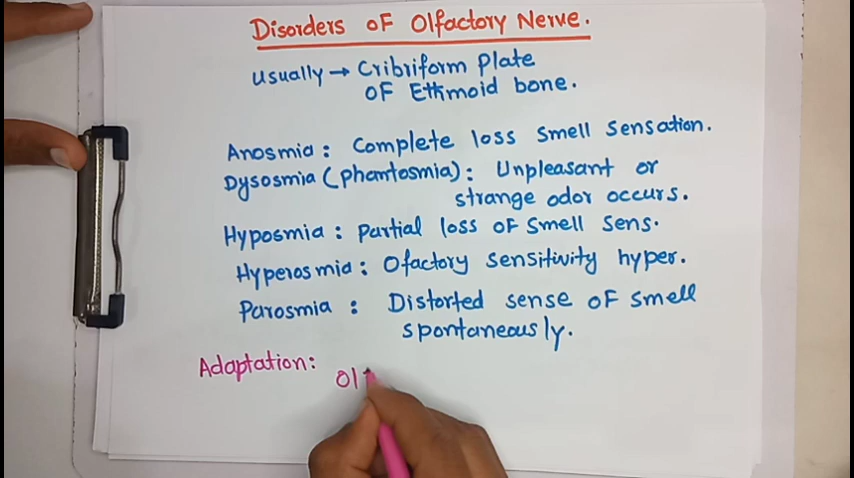 Disorders of Olfactory Nerve.
Usually → Cribriform Plate
of Ethmoid bone.
Anosmia: Complete loss smell sensation.
Dysosmia (phantosmia): Unpleasant or
strange odor occurs.
Hyposmia: Partial loss of smell sens.
Hyperosmia: Ofactory sensitivity hyper.
Parosmia: Distorted sense of smell
spontaneously.
Adaptation: Ol